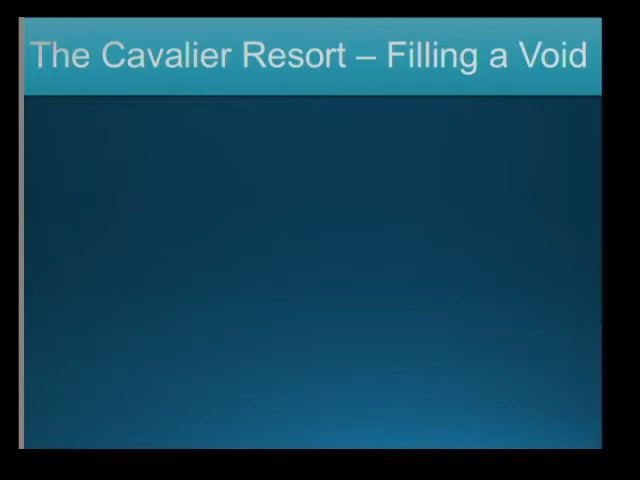 The Cavalier Resort – Filling a Void